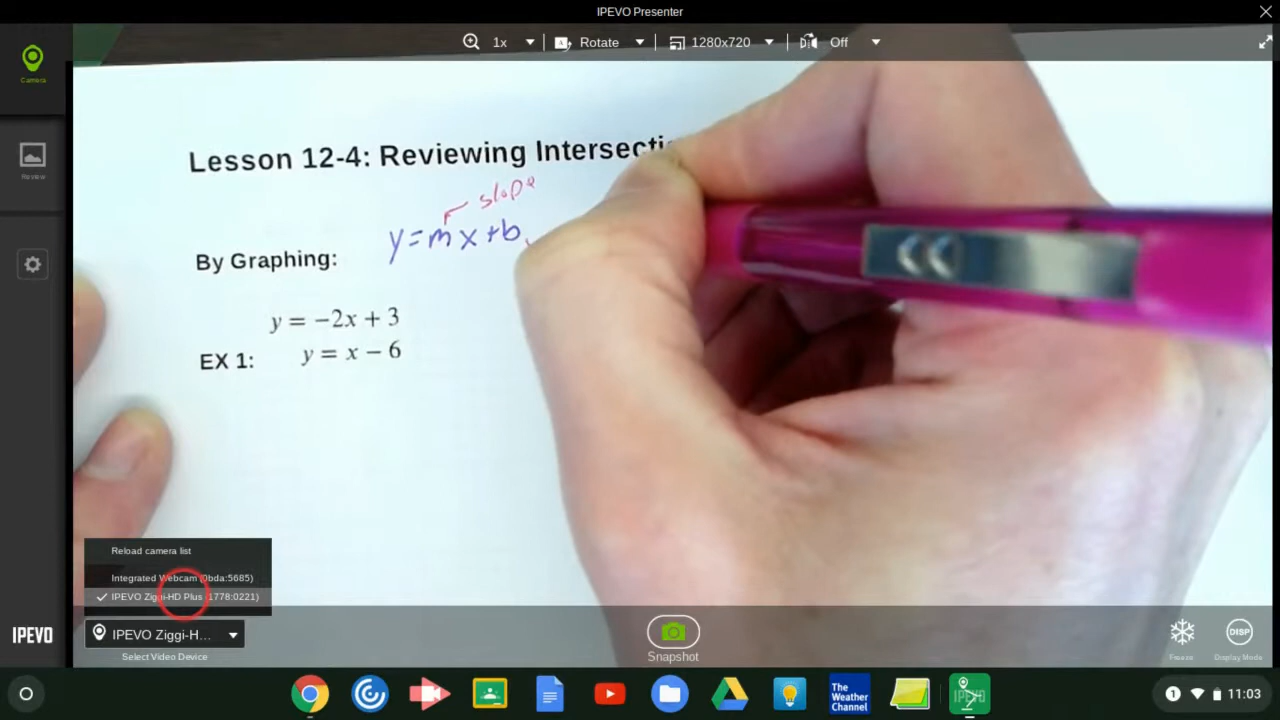 IPEVO Presenter
Camera
1x
Rotate
1280x720
Off
Review
Lesson 12-4: Reviewing
slope
y=mx+b
By Graphing:
y = −2x + 3
EX 1: y = x − 6
Reload camera list
Integrated Webcam (0bda:5685)
IPEVO Ziggi-HD Plus (1778:0221)
IPEVO
IPEVO Ziggi-H...
Select Video Device
Snapshot
Freeze
DISP
Display Mode
The
Weather
Channel
IPEVO
1
11:03